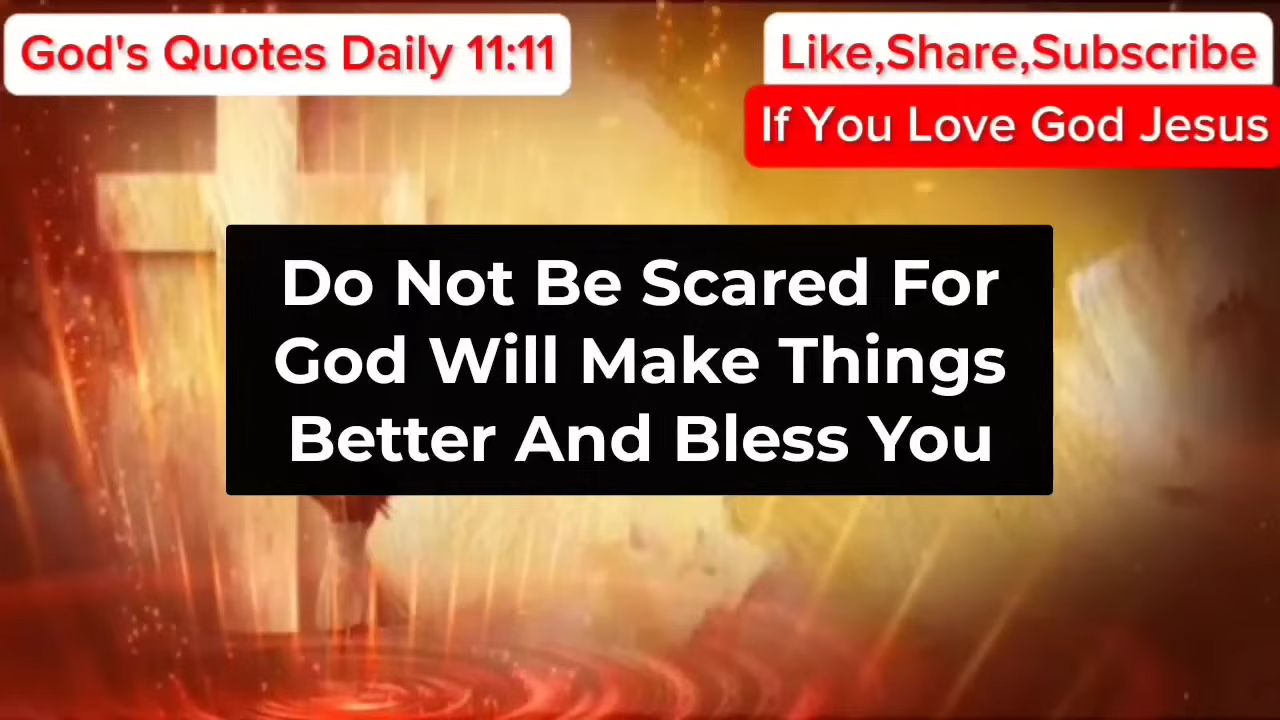 God's Quotes Daily 11:11
Like,Share,Subscribe
If You Love God Jesus
Do Not Be Scared For
God Will Make Things
Better And Bless You